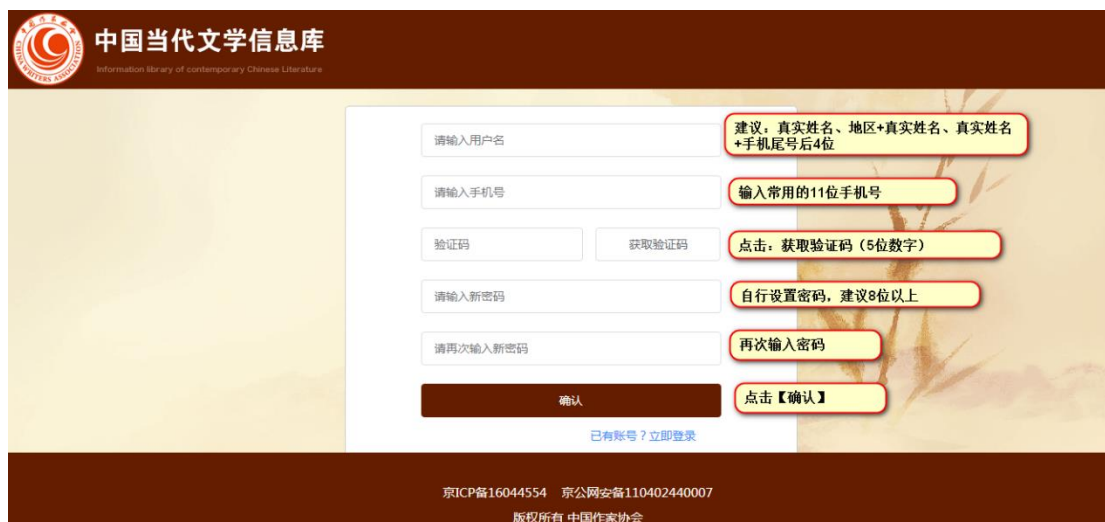 中国当代文学信息库
Information library of contemporary Chinese Literature
请输入用户名
建议：真实姓名、地区+真实姓名、真实姓名
+手机尾号后4位
请输入手机号
输入常用的11位手机号
验证码
获取验证码
点击：获取验证码（5位数字）
请输入新密码
自行设置密码，建议8位以上
请再次输入新密码
再次输入密码
确认
点击【确认】
已有账号？立即登录
京ICP备16044554 京公网安备110402440007
版权所有 中国作家协会